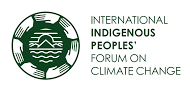 INTERNATIONAL
INDIGENOUS
PEOPLES'
FORUM ON
CLIMATE CHANGE